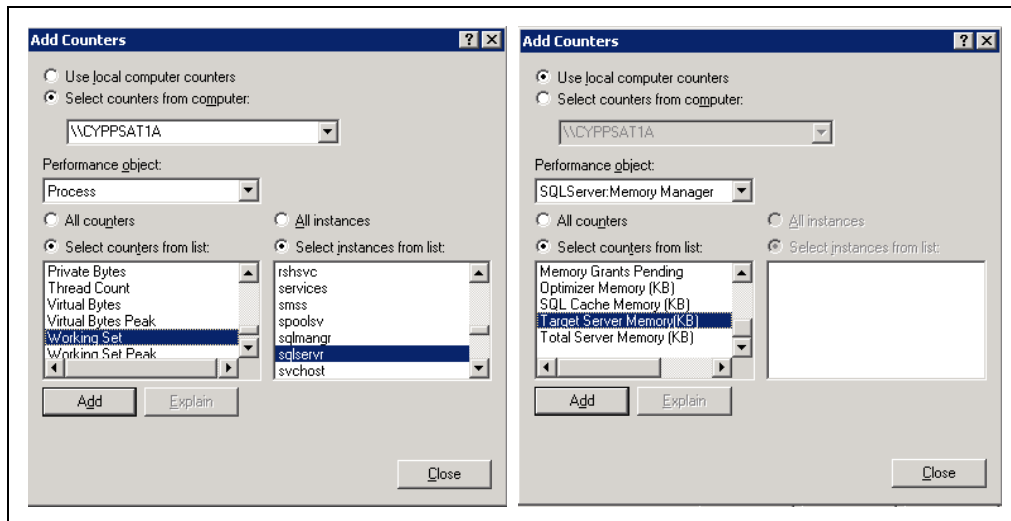 Add Counters
Use local computer counters
Select counters from computer:
\\CYPPSAT1A
Performance object:
Process
All counters
All instances
Select counters from list:
Select instances from list:
Private Bytes
Thread Count
Virtual Bytes
Virtual Bytes Peak
Working Set
Working Set Peak
rshsvc
services
smss
spoolsv
sqlmangr
sqlservr
svchost
Add
Explain
Close
Add Counters
Use local computer counters
Select counters from computer:
\\CYPPSAT1A
Performance object:
SQLServer:Memory Manager
All counters
All instances
Select counters from list:
Select instances from list:
Memory Grants Pending
Optimizer Memory (KB)
SQL Cache Memory (KB)
Target Server Memory(KB)
Total Server Memory (KB)
Add
Explain
Close